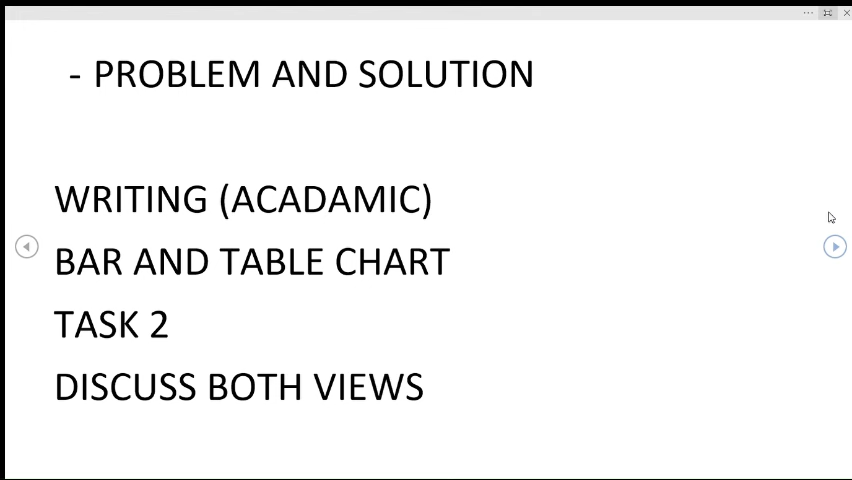 - PROBLEM AND SOLUTION
WRITING (ACADAMIC)
BAR AND TABLE CHART
TASK 2
DISCUSS BOTH VIEWS